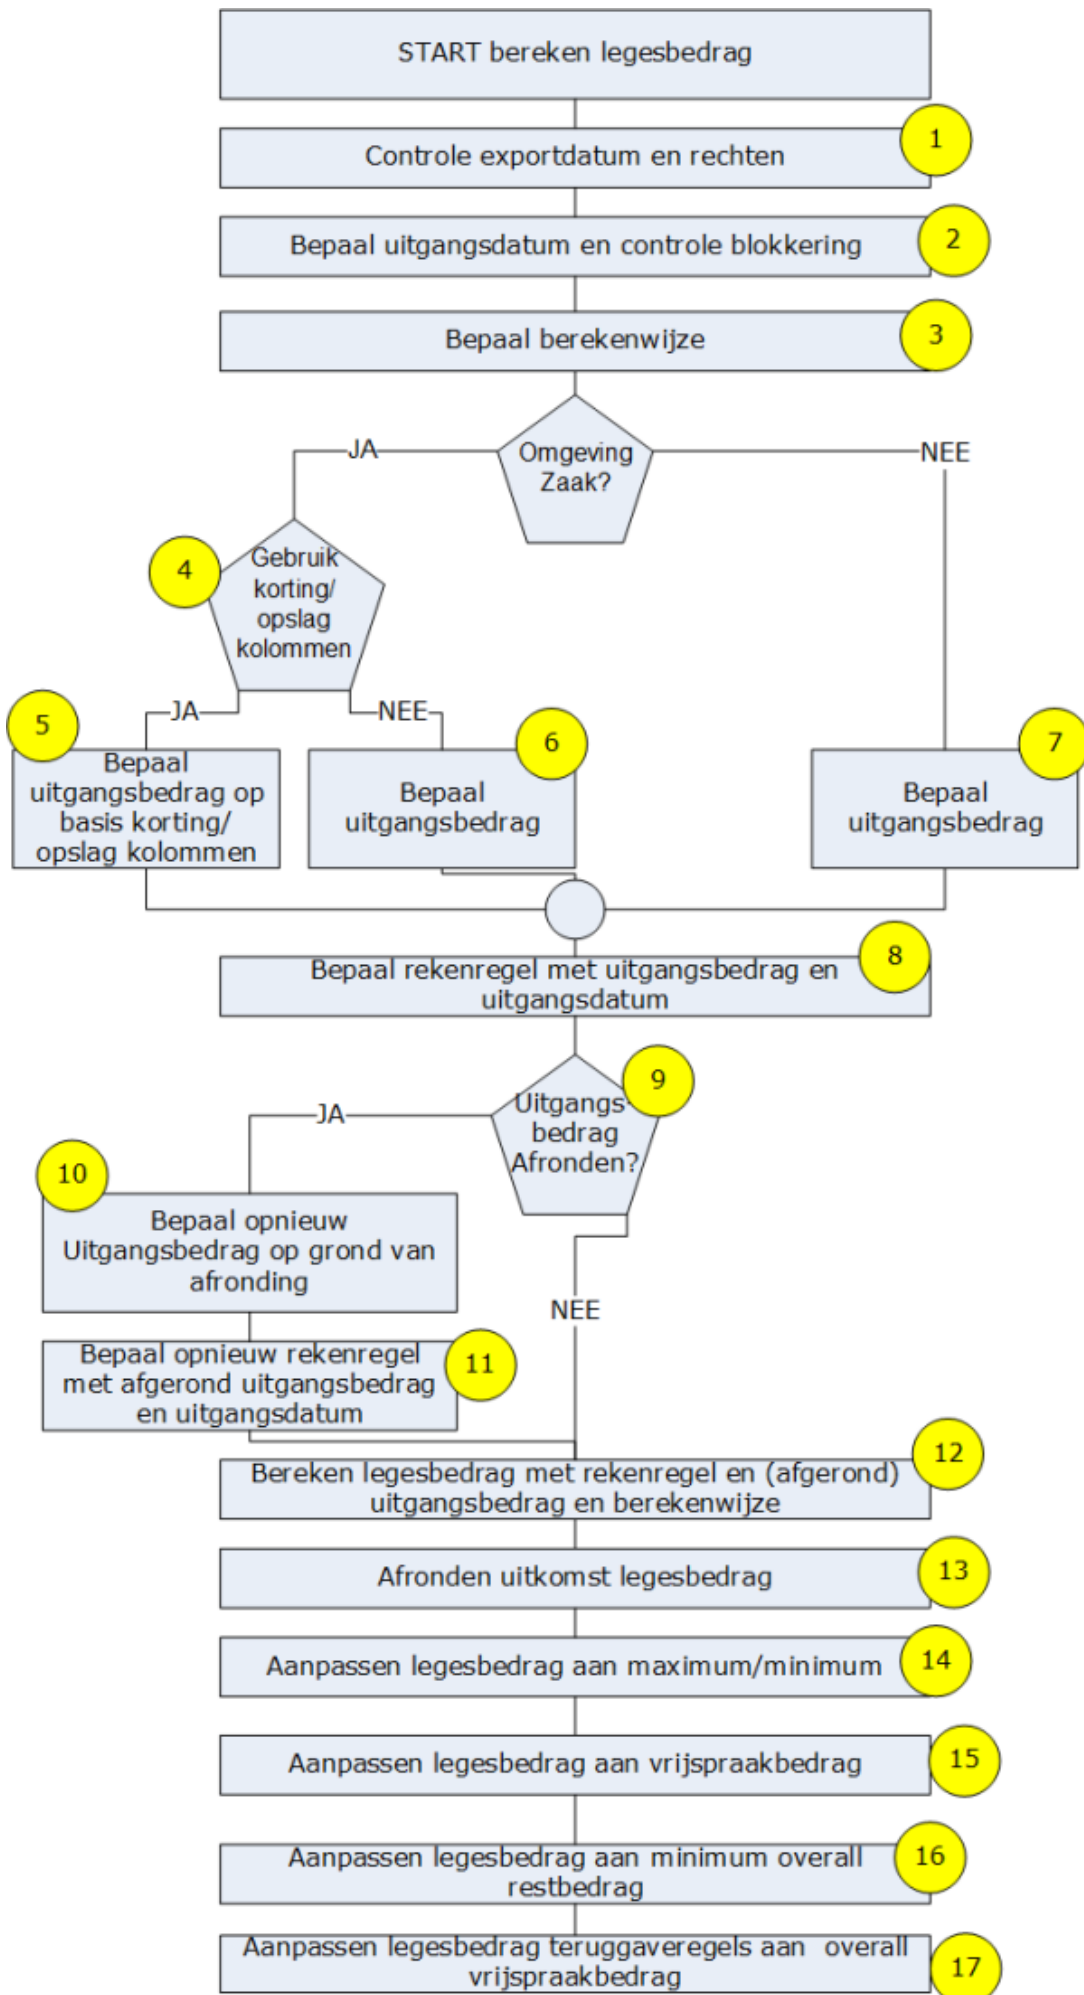 START bereken legesbedrag
1
Controle exportdatum en rechten
2
Bepaal uitgangsdatum en controle blokkering
3
Bepaal berekenwijze
JA
Omgeving
Zaak?
NEE
4
Gebruik
korting/
opslag
kolommen
JA
NEE
5
Bepaal
uitgangsbedrag op
basis korting/
opslag kolommen
6
Bepaal
uitgangsbedrag
7
Bepaal
uitgangsbedrag
8
Bepaal rekenregel met uitgangsbedrag en
uitgangsdatum
9
Uitgangs-
bedrag
Afronden?
JA
10
Bepaal opnieuw
Uitgangsbedrag op grond van
afronding
NEE
11
Bepaal opnieuw rekenregel
met afgerond uitgangsbedrag
en uitgangsdatum
12
Bereken legesbedrag met rekenregel en (afgerond)
uitgangsbedrag en berekenwijze
13
Afronden uitkomst legesbedrag
14
Aanpassen legesbedrag aan maximum/minimum
15
Aanpassen legesbedrag aan vrijspraakbedrag
16
Aanpassen legesbedrag aan minimum overall
restbedrag
17
Aanpassen legesbedrag teruggaveregels aan overall
vrijspraakbedrag